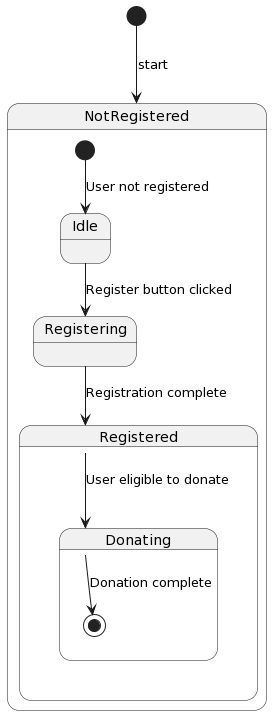 start
NotRegistered
User not registered
Idle
Register button clicked
Registering
Registration complete
Registered
User eligible to donate
Donating
Donation complete